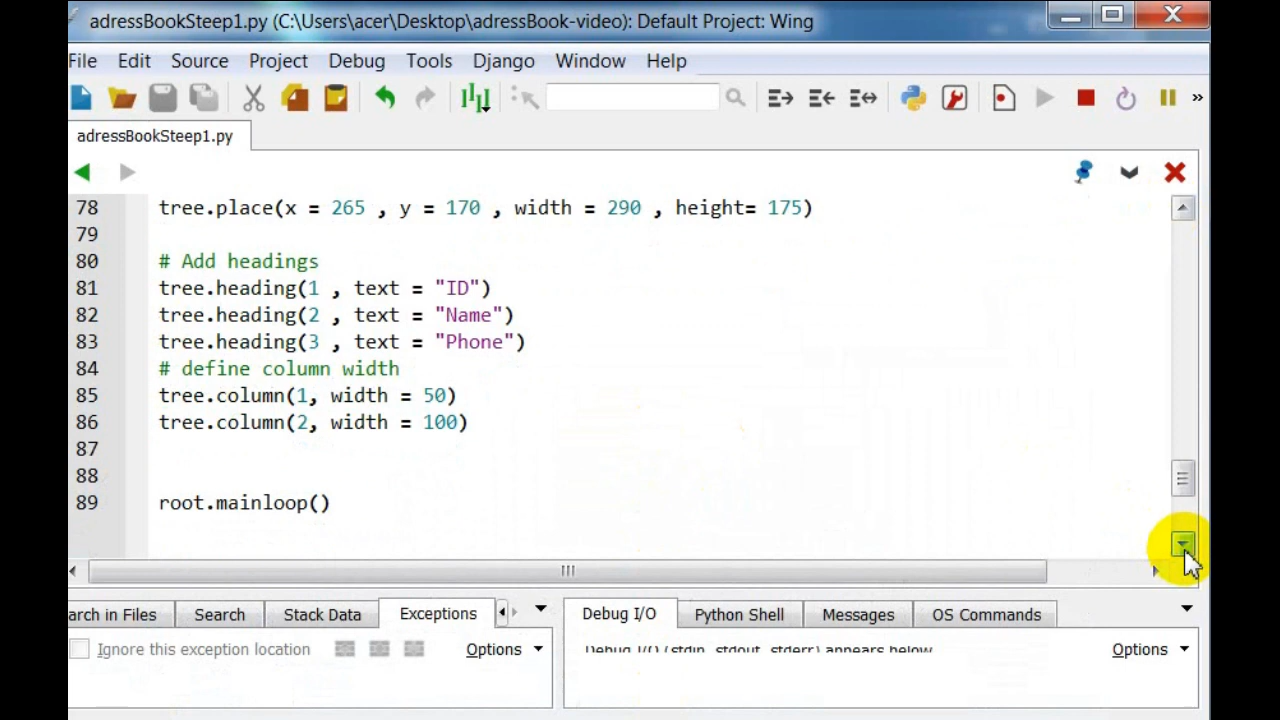 adressBookSteep1.py (C:\Users\acer\Desktop\adressBook-video): Default Project: Wing
File Edit Source Project Debug Tools Django Window Help
adressBookSteep1.py
78 tree.place(x = 265 , y = 170 , width = 290 , height= 175)
79
80 # Add headings
81 tree.heading(1 , text = "ID")
82 tree.heading(2 , text = "Name")
83 tree.heading(3 , text = "Phone")
84 # define column width
85 tree.column(1, width = 50)
86 tree.column(2, width = 100)
87
88
89 root.mainloop()
arch in Files Search Stack Data Exceptions Debug I/O Python Shell Messages OS Commands
Ignore this exception location Options Debug I/O (stdin, stdout, stderr) appears below Options